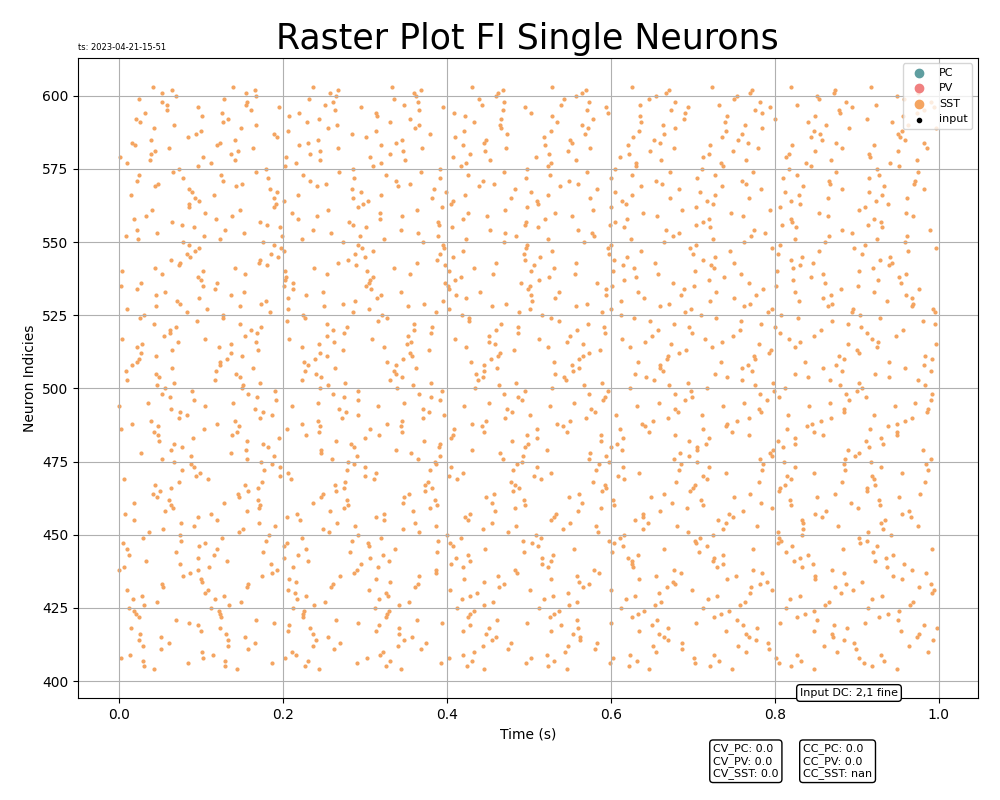 Raster Plot FI Single Neurons
ts: 2023-04-21-15-51
PC
PV
SST
input
600
575
550
525
500
475
450
425
400
Neuron Indicies
0.0 0.2 0.4 0.6 0.8 1.0
Time (s)
Input DC: 2,1 fine
CV_PC: 0.0
CV_PV: 0.0
CV_SST: 0.0
CC_PC: 0.0
CC_PV: 0.0
CC_SST: nan